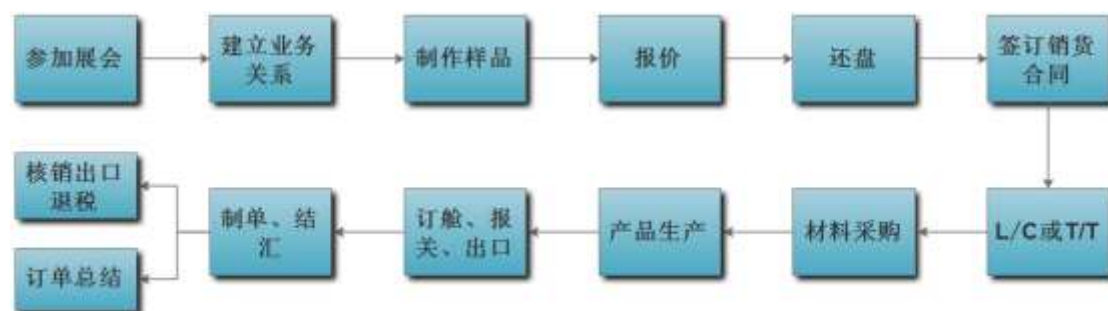 参加展会
建立业务
关系
制作样品
报价
还盘
签订销货
合同
L/C或T/T
材料采购
产品生产
订舱、报
关、出口
制单、结
汇
核销出口
退税
订单总结